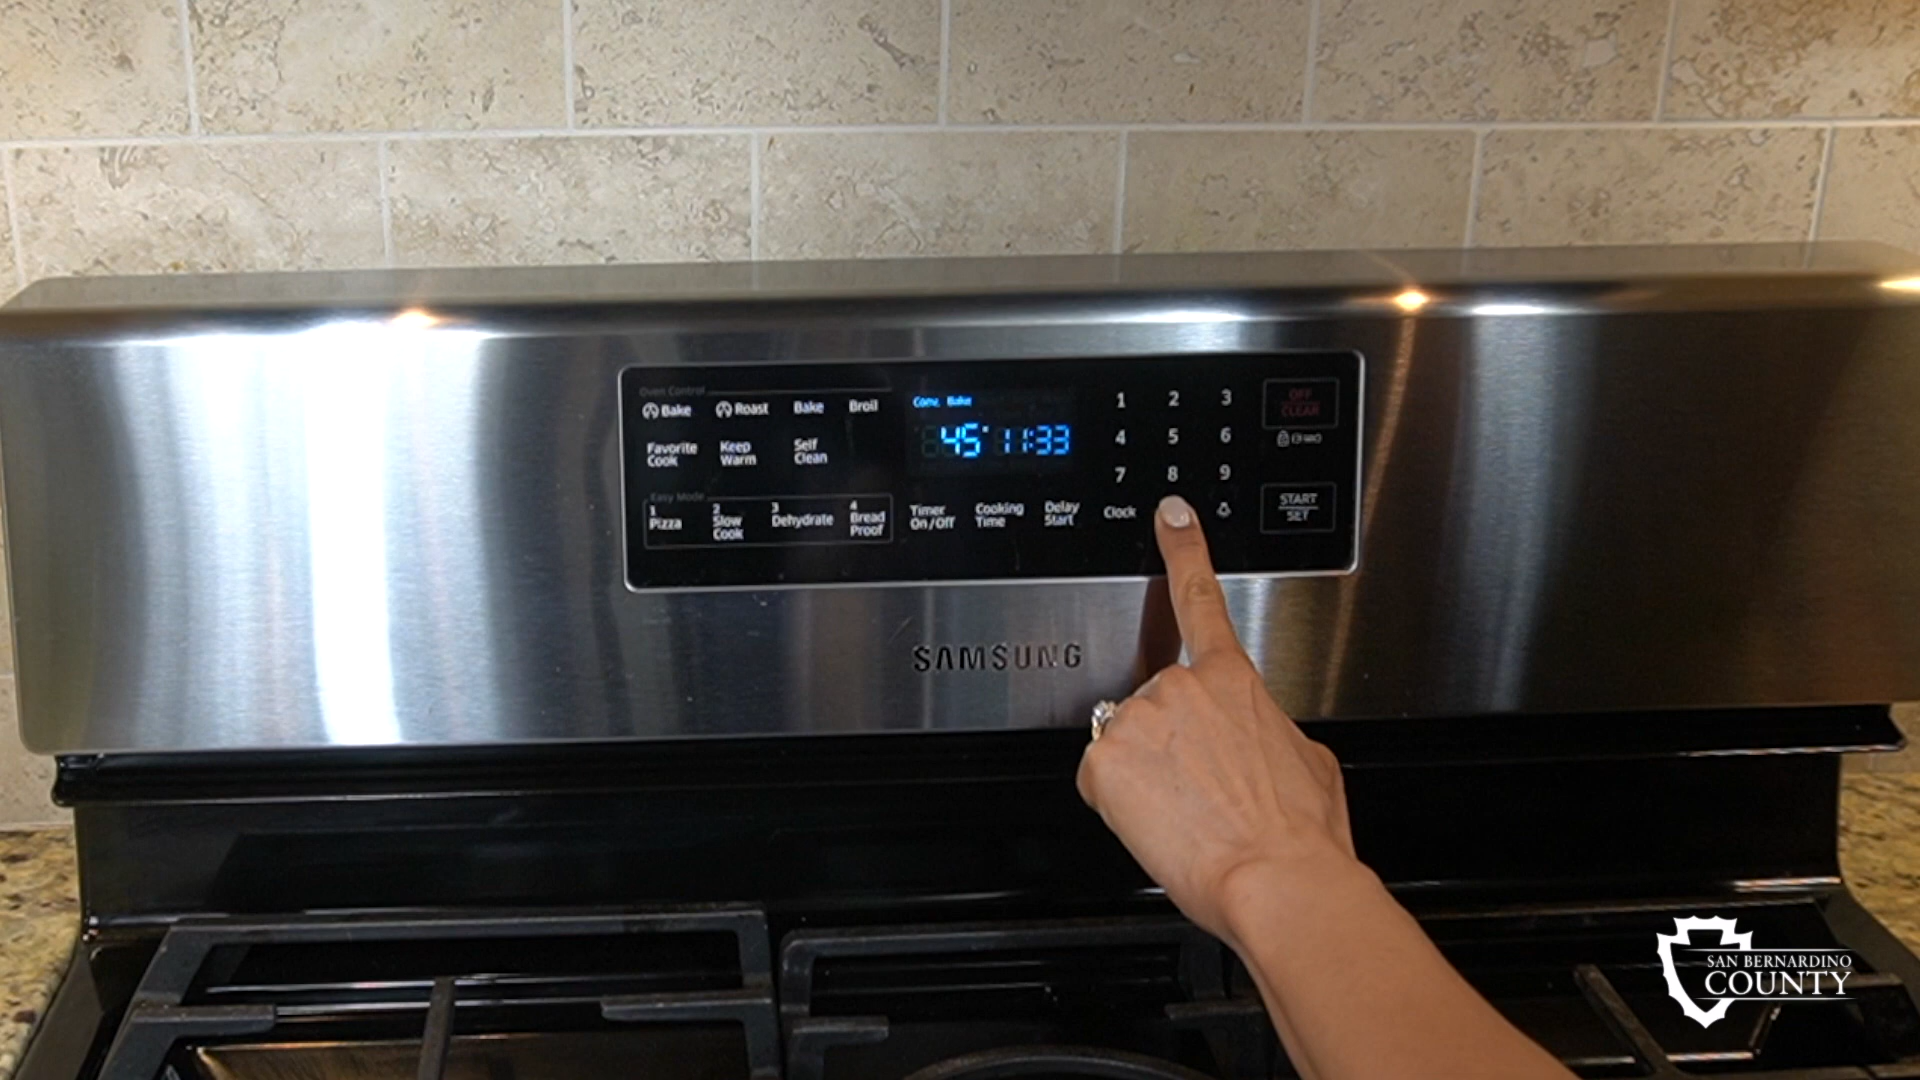 Oven Control
Bake Roast Bake Broil
Favorite Cook Keep Warm Self Clean
Easy Mode
1 Pizza 2 Slow Cook 3 Dehydrate 4 Bread Proof
Conv. Bake
45° 11:33
Timer On/Off Cooking Time Delay Start Clock
1 2 3
4 5 6
7 8 9
OFF
CLEAR
START
SET
SAMSUNG
SAN BERNARDINO
COUNTY